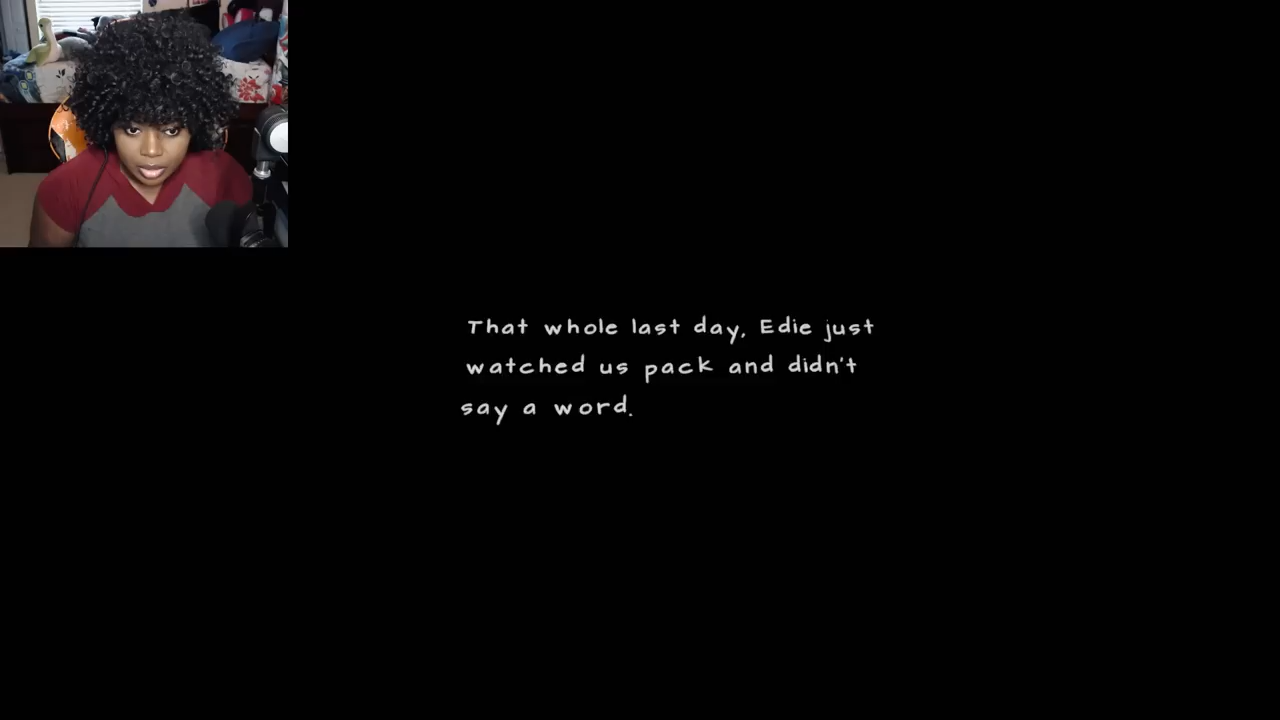 That whole last day, Edie just
watched us pack and didn't
say a word.